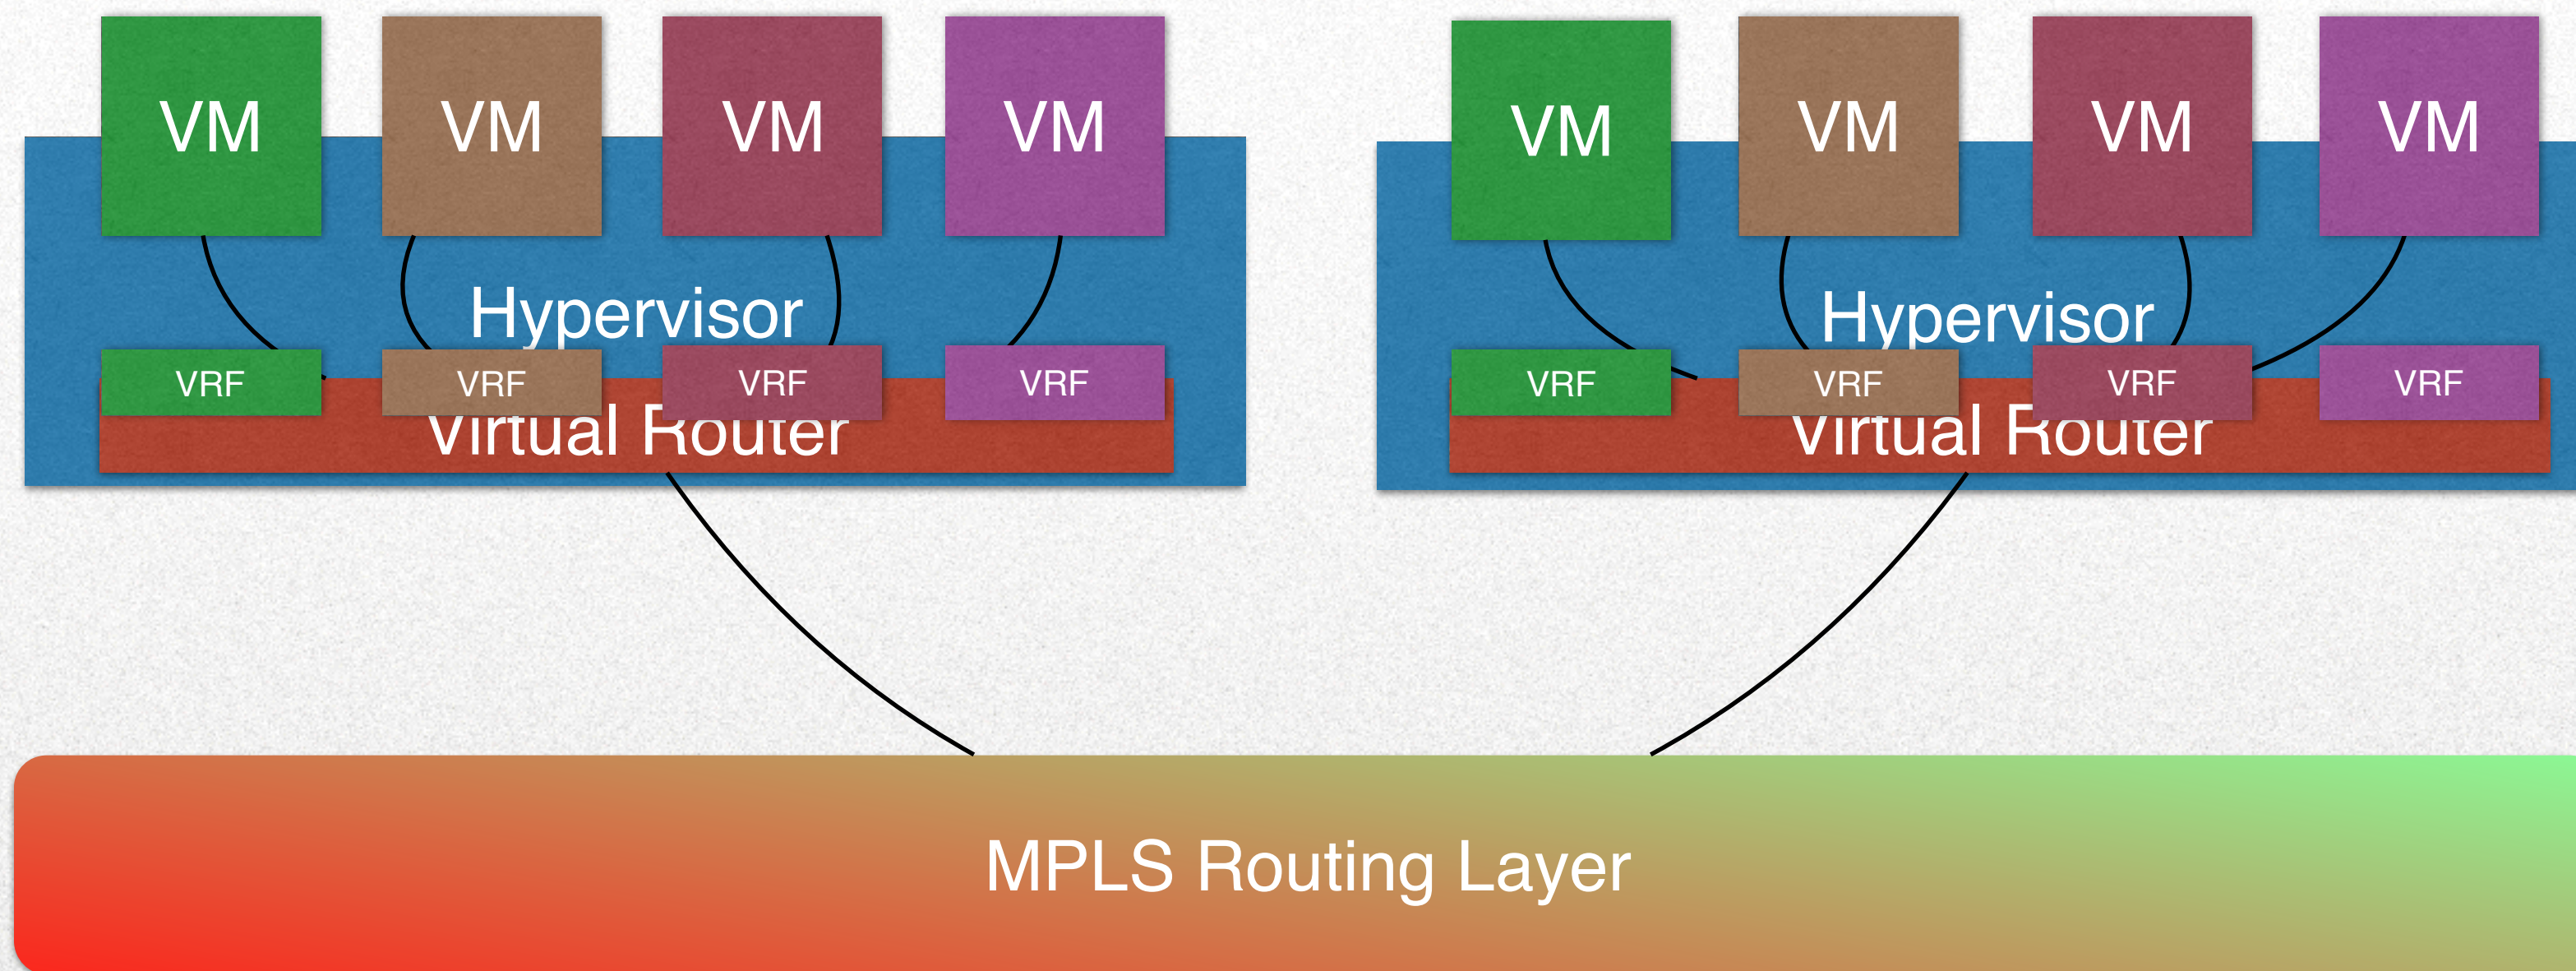 VM VM VM VM
VM VM VM VM
Hypervisor
Hypervisor
VRF VRF VRF VRF
VRF VRF VRF VRF
Virtual Router
Virtual Router
MPLS Routing Layer